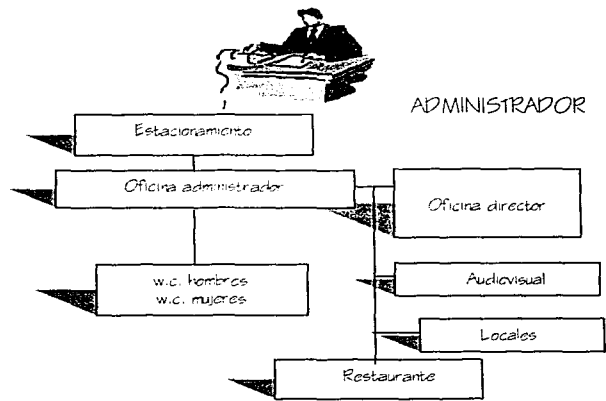 ADMINISTRADOR
Estacionamiento
Oficina administrador
Oficina director
w.c. hombres
w.c. mujeres
Audiovisual
Locales
Restaurante